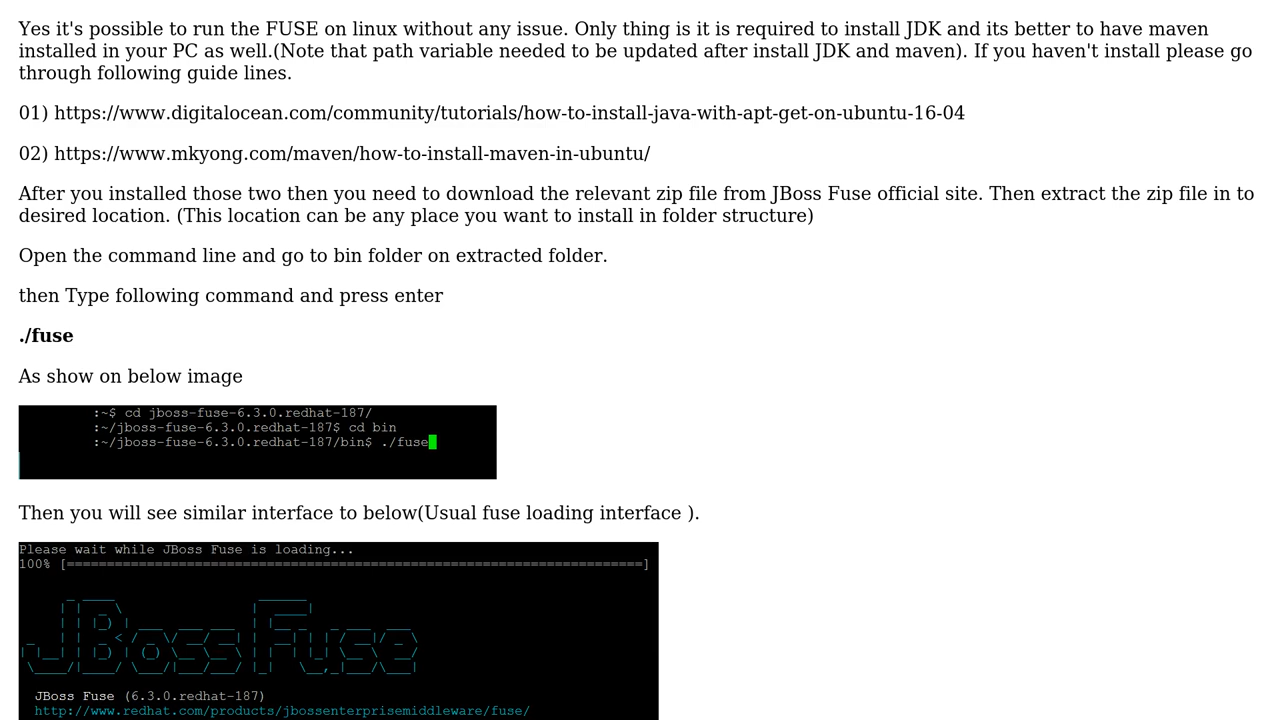 Yes it's possible to run the FUSE on linux without any issue. Only thing is it is required to install JDK and its better to have maven
installed in your PC as well.(Note that path variable needed to be updated after install JDK and maven). If you haven't install please go
through following guide lines.
01) https://www.digitalocean.com/community/tutorials/how-to-install-java-with-apt-get-on-ubuntu-16-04
02) https://www.mkyong.com/maven/how-to-install-maven-in-ubuntu/
After you installed those two then you need to download the relevant zip file from JBoss Fuse official site. Then extract the zip file in to
desired location. (This location can be any place you want to install in folder structure)
Open the command line and go to bin folder on extracted folder.
then Type following command and press enter
./fuse
As show on below image
:~$ cd jboss-fuse-6.3.0.redhat-187/
:~/jboss-fuse-6.3.0.redhat-187$ cd bin
:~/jboss-fuse-6.3.0.redhat-187/bin$ ./fuse
Then you will see similar interface to below(Usual fuse loading interface ).
Please wait while JBoss Fuse is loading...
100% [========================================================================]
JBoss Fuse
JBoss Fuse (6.3.0.redhat-187)
http://www.redhat.com/products/jbossenterprisemiddleware/fuse/